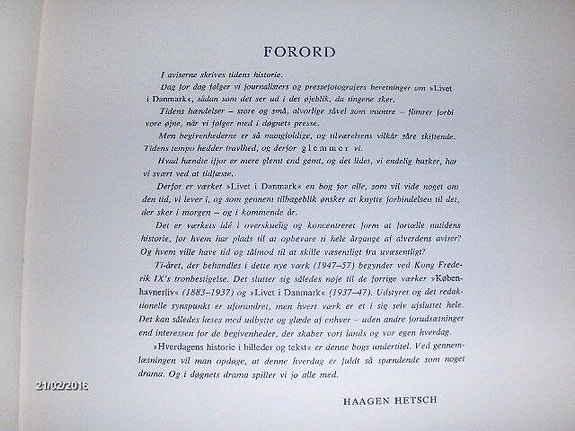 FORORD
I aviserne skrives tidens historie.
Dag for dag følger vi journalisters og pressefotografers beretninger om »Livet
i Danmark«, sådan som det ser ud i det øjeblik, da tingene sker.
Tidens hændelser – store og små, alvorlige såvel som muntre – flimrer forbi
vore øjne, når vi følger med i døgnets presse.
Men begivenhederne er så mangfoldige, og tilværelsens vilkår såre skiftende.
Tidens tempo hedder travlhed, og derfor glemmer vi.
Hvad hændte ifjor er mere glemt end gemt, og det lidet, vi endelig husker, har
vi svært ved at tidfæste.
Derfor er værket »Livet i Danmark« en bog for alle, som vil vide noget om
den tid, vi lever i, og som gennem tilbageblik ønsker at knytte forbindelsen til det,
der sker i morgen – og i kommende år.
Det er værkets idé i overskuelig og koncentreret form at fortælle nutidens
historie, for hvem har plads til at opbevare ti hele årgange af alverdens aviser?
Og hvem ville have tid og tålmod til at skille væsentligt fra uvæsentligt?
Ti-året, der behandles i dette nye værk (1947–57) begynder ved Kong Frede-
rik IX's tronbestigelse. Det slutter sig således nøje til de forrige værker »Køben-
havnerliv« (1883–1937) og »Livet i Danmark« (1937–47). Udstyret og det redak-
tionelle synspunkt er uforandret, men hvert værk er et i sig selv afsluttet hele.
Det kan således læses med udbytte og glæde af enhver – uden andre forudsætninger
end interessen for de begivenheder, der skaber vort lands og vor egen hverdag.
»Hverdagens historie i billeder og tekst« er denne bogs undertitel. Ved gennem-
læsningen vil man opdage, at denne hverdag er fuldt så spændende som noget
drama. Og i døgnets drama spiller vi jo alle med.
HAAGEN HETSCH
21/02/2016